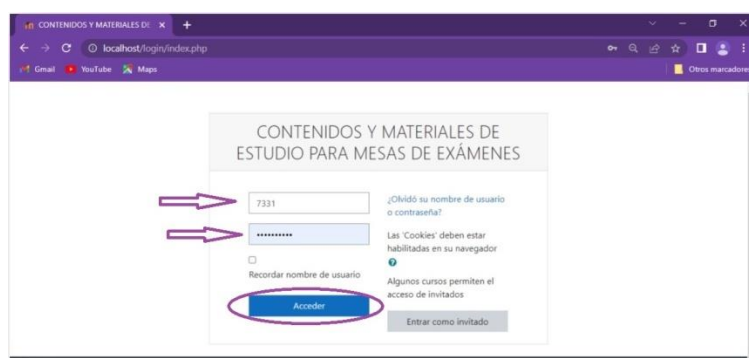 CONTENIDOS Y MATERIALES DE
localhost/login/index.php
Gmail
YouTube
Maps
Otros marcadores
CONTENIDOS Y MATERIALES DE
ESTUDIO PARA MESAS DE EXÁMENES
7331
¿Olvidó su nombre de usuario
o contraseña?
Las 'Cookies' deben estar
habilitadas en su navegador
Recordar nombre de usuario
Algunos cursos permiten el
acceso de invitados
Acceder
Entrar como invitado